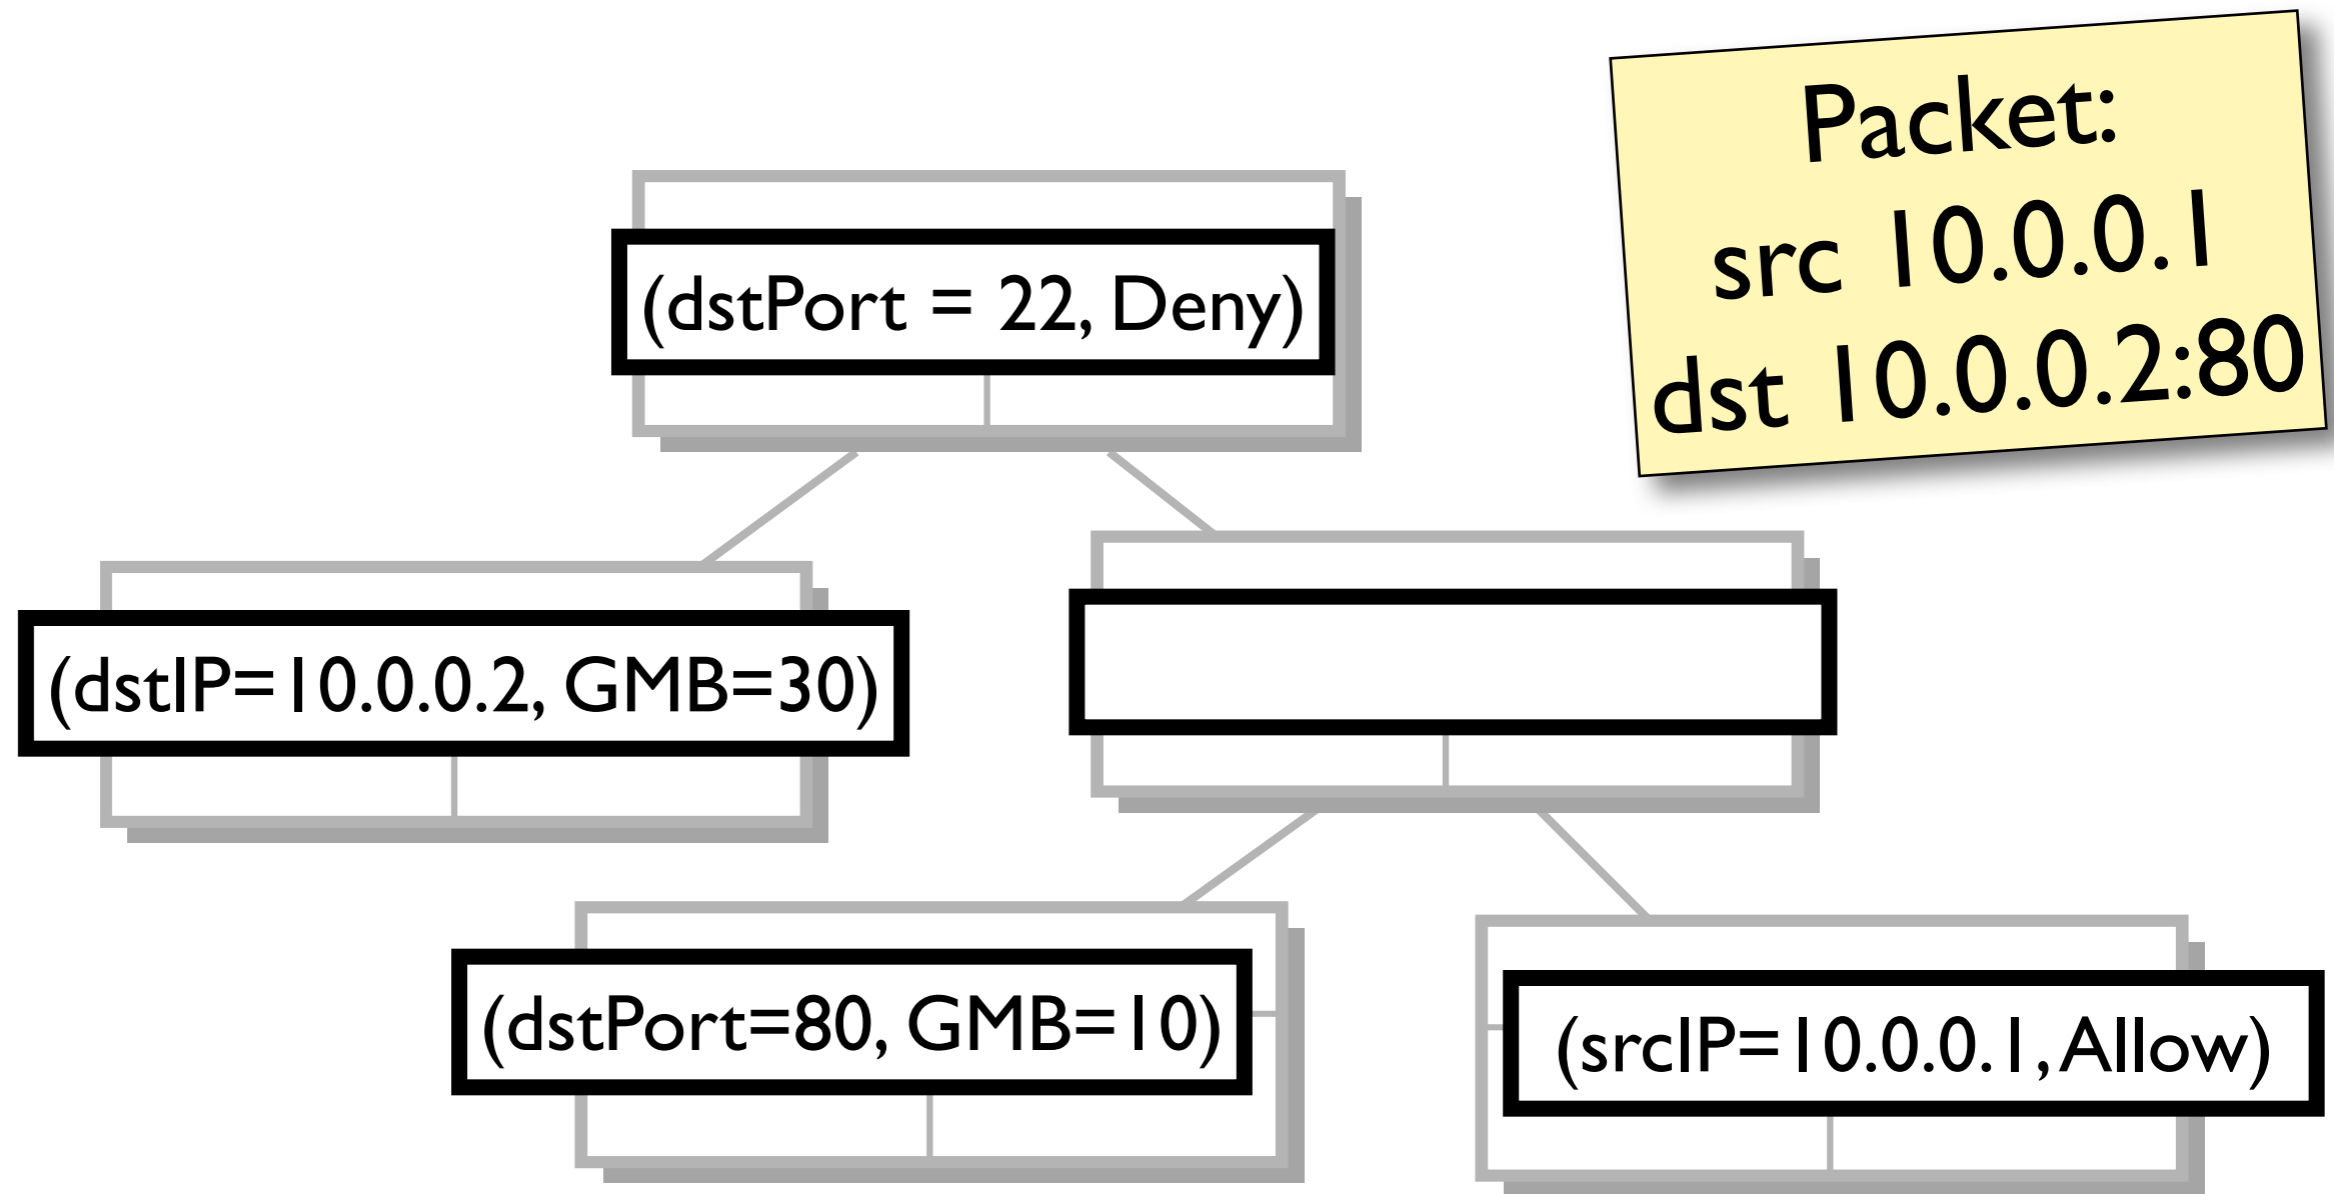 Packet:
src 10.0.0.1
dst 10.0.0.2:80
(dstPort = 22, Deny)
(dstIP=10.0.0.2, GMB=30)
(dstPort=80, GMB=10)
(srcIP=10.0.0.1, Allow)